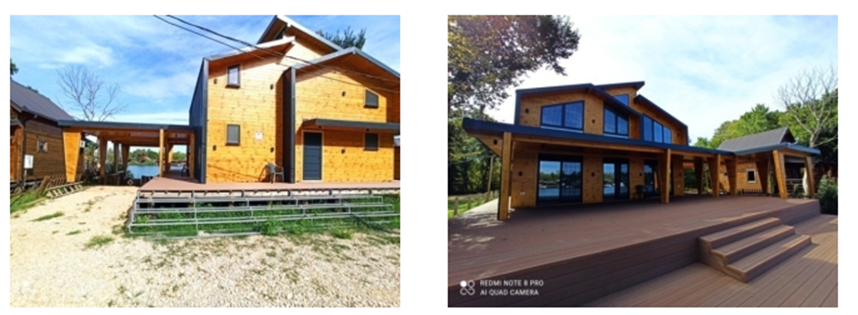 REDMI NOTE 8 PRO
AI QUAD CAMERA